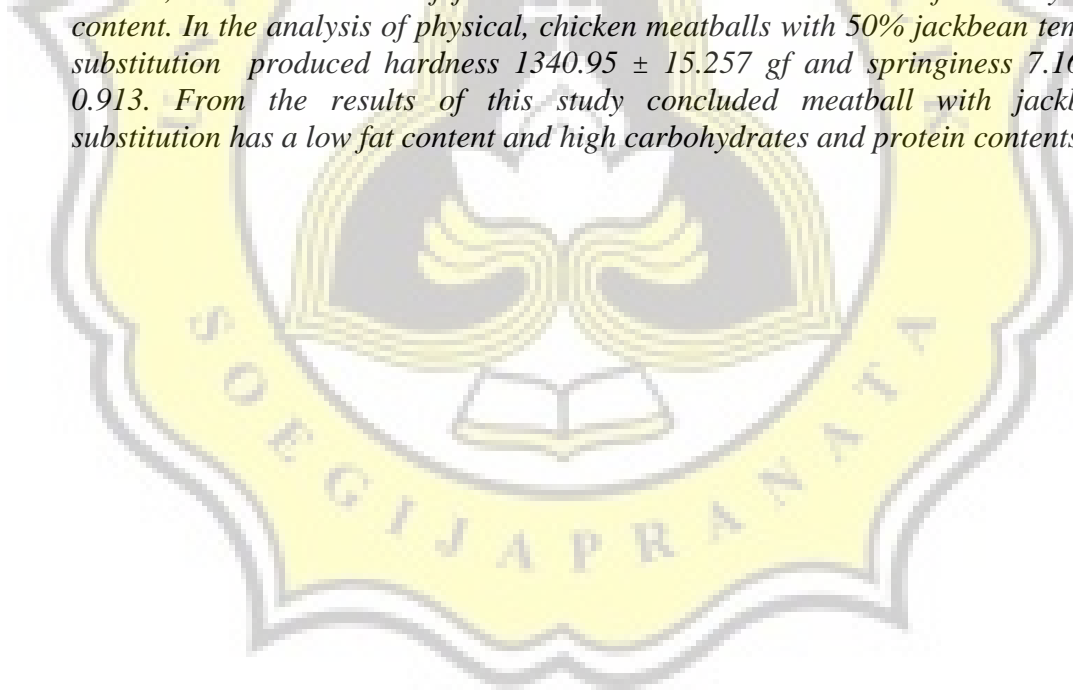 content. In the analysis of physical, chicken meatballs with 50% jackbean
substitution produced hardness 1340.95 ± 15.257 gf and springiness
0.913. From the results of this study concluded meatball with
substitution has a low fat content and high carbohydrates and protein contents
SOEGIJAPRANATA